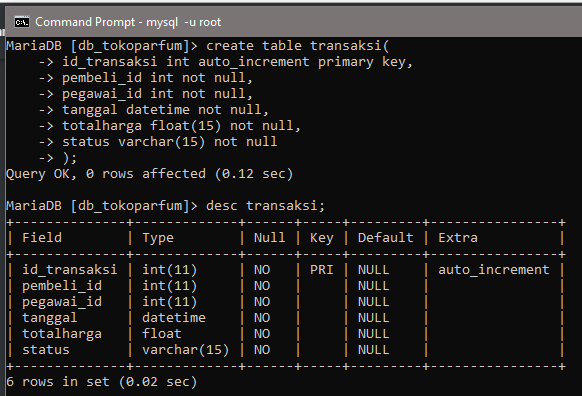 Command Prompt - mysql -u root
MariaDB [db_tokoparfum]> create table transaksi(
    -> id_transaksi int auto_increment primary key,
    -> pembeli_id int not null,
    -> pegawai_id int not null,
    -> tanggal datetime not null,
    -> totalharga float(15) not null,
    -> status varchar(15) not null
    -> );
Query OK, 0 rows affected (0.12 sec)
MariaDB [db_tokoparfum]> desc transaksi;
+--------------+-------------+------+-----+---------+----------------+
| Field        | Type        | Null | Key | Default | Extra          |
+--------------+-------------+------+-----+---------+----------------+
| id_transaksi | int(11)     | NO   | PRI | NULL    | auto_increment |
| pembeli_id   | int(11)     | NO   |     | NULL    |                |
| pegawai_id   | int(11)     | NO   |     | NULL    |                |
| tanggal      | datetime    | NO   |     | NULL    |                |
| totalharga   | float       | NO   |     | NULL    |                |
| status       | varchar(15) | NO   |     | NULL    |                |
+--------------+-------------+------+-----+---------+----------------+
6 rows in set (0.02 sec)